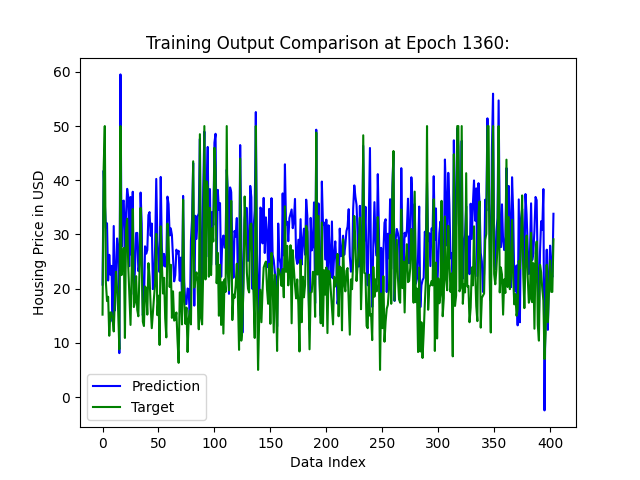 Training Output Comparison at Epoch 1360:
Housing Price in USD
60
50
40
30
20
10
0
Prediction
Target
0 50 100 150 200 250 300 350 400
Data Index